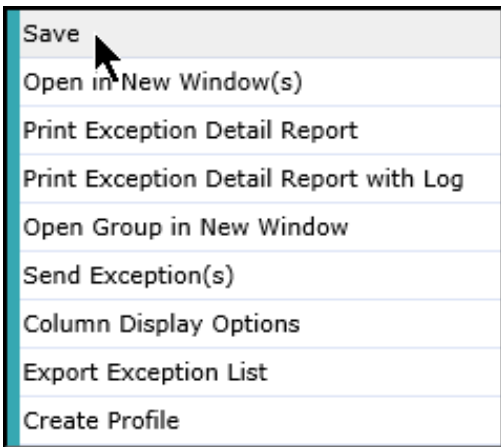 Save
Open in New Window(s)
Print Exception Detail Report
Print Exception Detail Report with Log
Open Group in New Window
Send Exception(s)
Column Display Options
Export Exception List
Create Profile